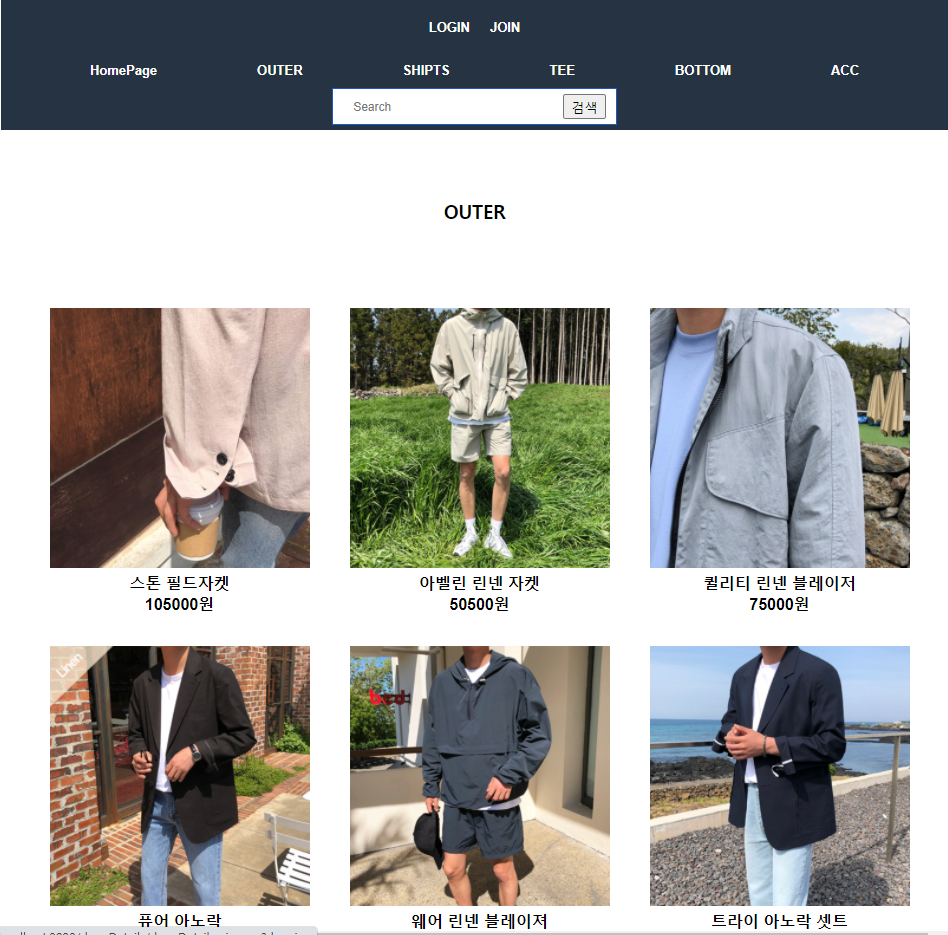 LOGIN JOIN
HomePage OUTER SHIPTS TEE BOTTOM ACC
Search 검색
OUTER
스톤 필드자켓 아벨린 린넨 자켓 퀄리티 린넨 블레이저
105000원 50500원 75000원
Linen
bcd
퓨어 아노락 웨어 린넨 블레이져 트라이 아노락 셋트